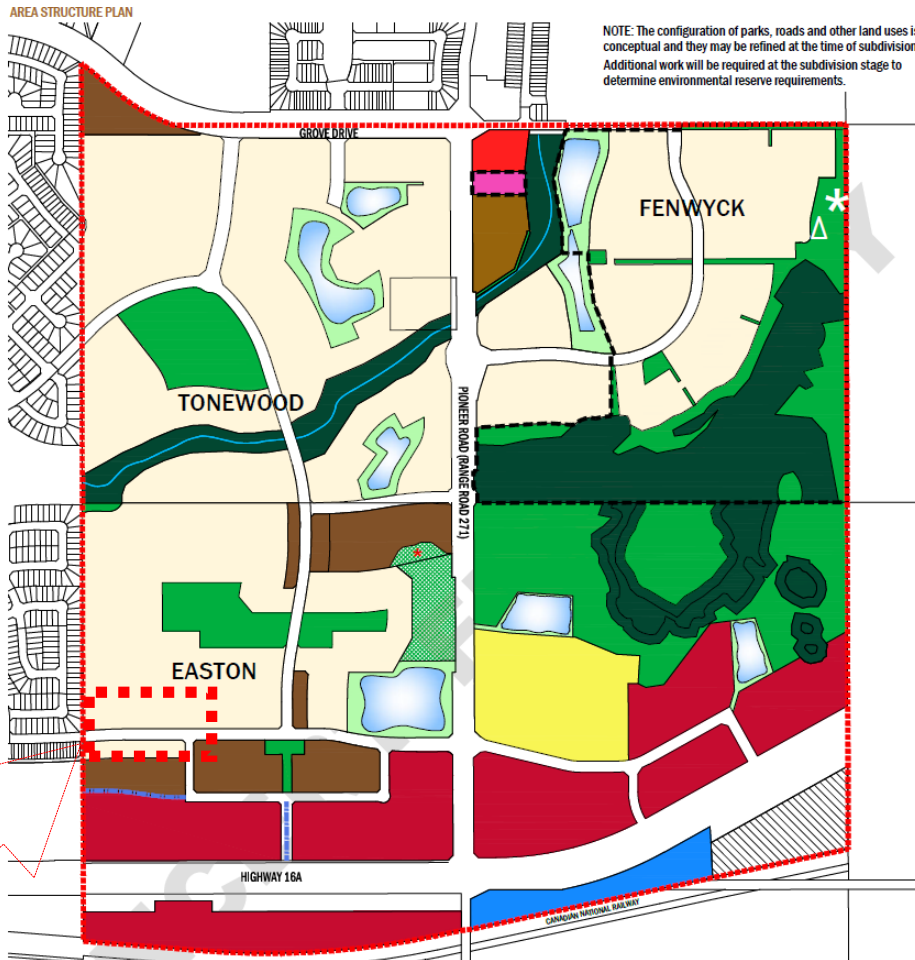 AREA STRUCTURE PLAN
NOTE: The configuration of parks, roads and other land uses is
conceptual and they may be refined at the time of subdivision
Additional work will be required at the subdivision stage to
determine environmental reserve requirements.
GROVE DRIVE
FENWYCK
TONEWOOD
PIONEER ROAD (RANGE ROAD 271)
EASTON
HIGHWAY 16A
CANADIAN NATIONAL RAILWAY